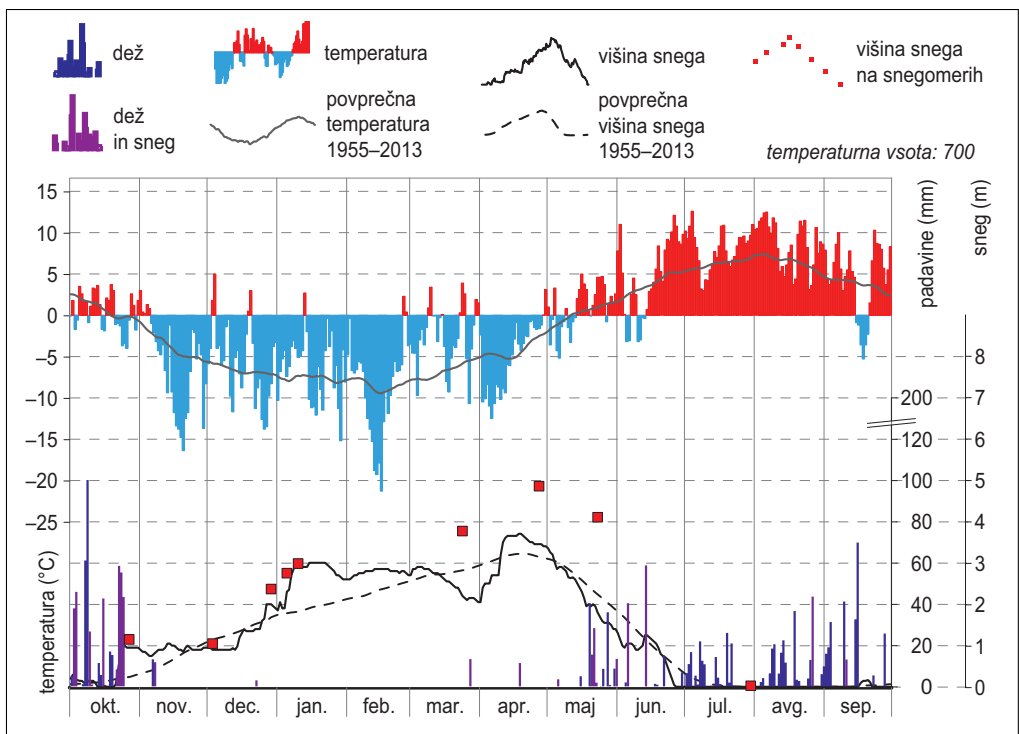 dež
temperatura
višina snega
višina snega
na snegomerih
dež
in sneg
povprečna
temperatura
1955–2013
povprečna
višina snega
1955–2013
temperaturna vsota: 700
15
10
5
0
–5
–10
–15
–20
–25
temperatura (°C)
padavine (mm)
sneg (m)
200
120
100
80
60
40
20
0
8
7
6
5
4
3
2
1
0
okt.
nov.
dec.
jan.
feb.
mar.
apr.
maj
jun.
jul.
avg.
sep.